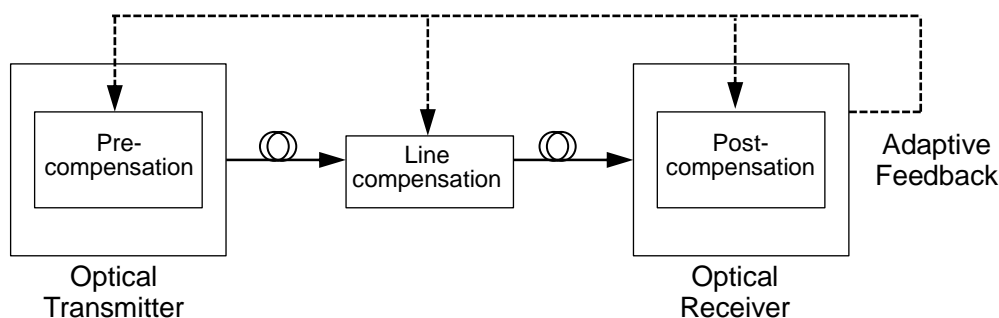 Pre-
compensation
Line
compensation
Post-
compensation
Adaptive
Feedback
Optical
Transmitter
Optical
Receiver